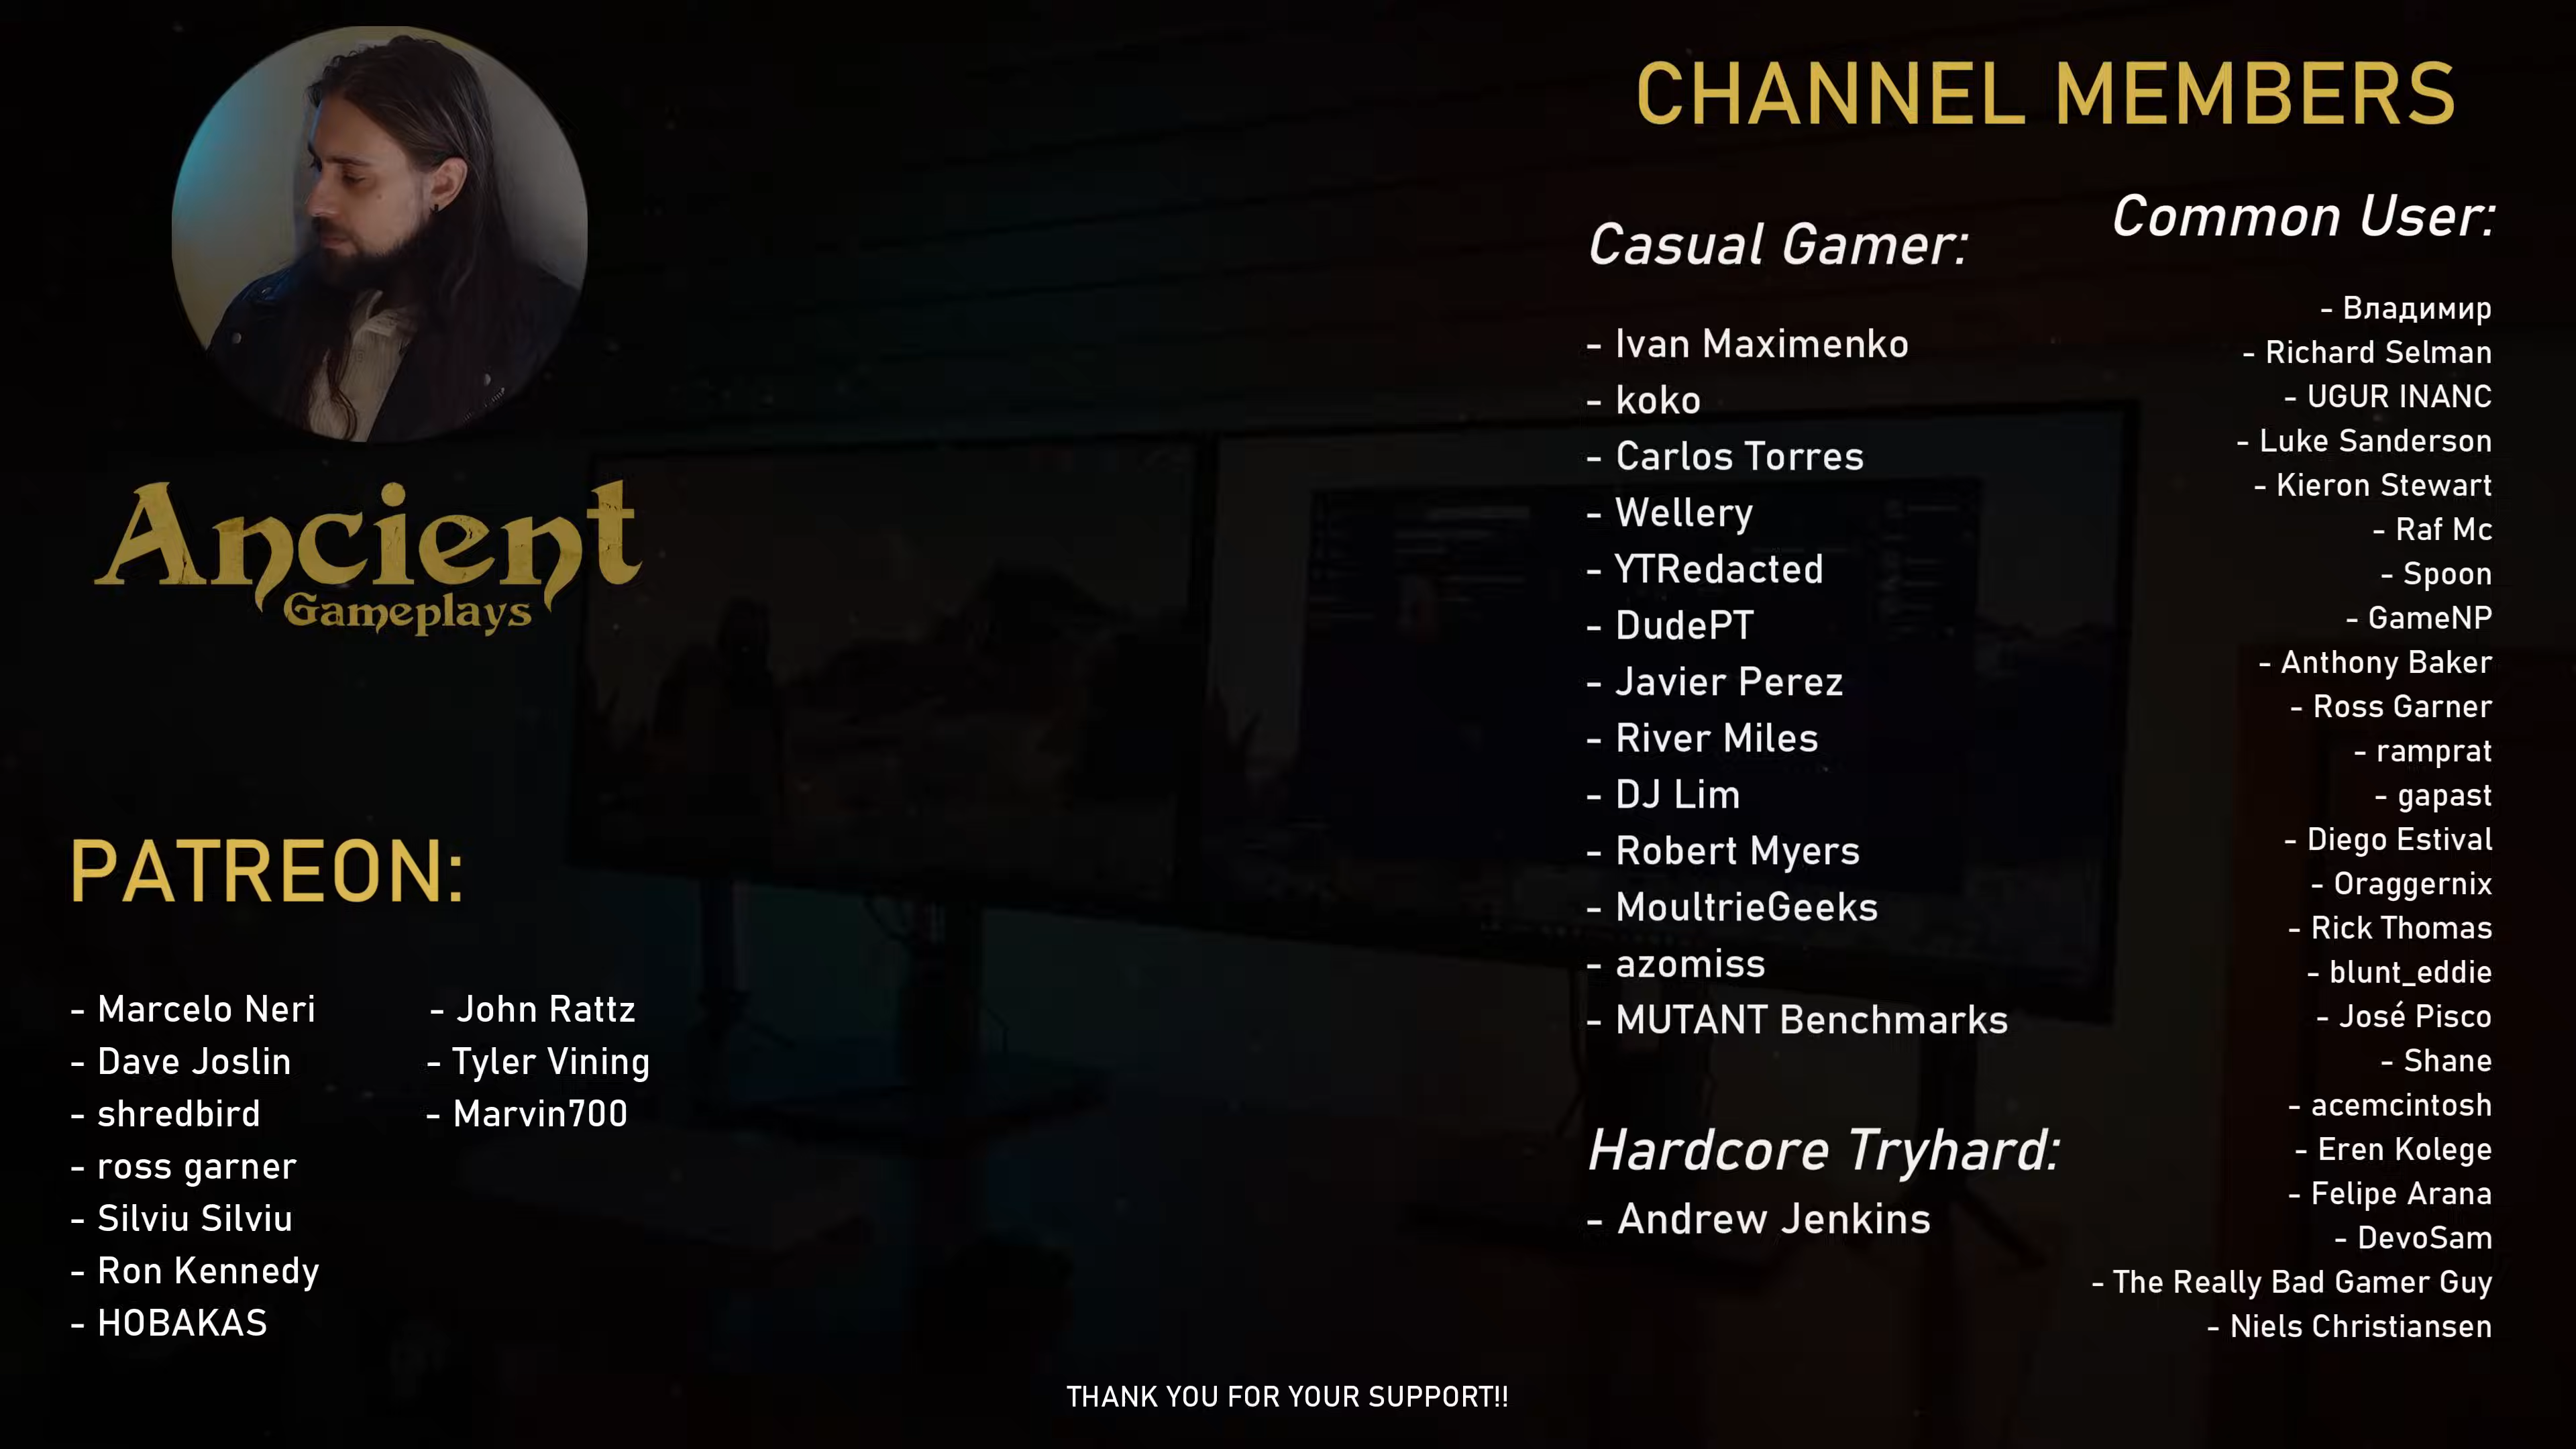 Ancient
Gameplays
PATREON:
- Marcelo Neri
- Dave Joslin
- shredbird
- ross garner
- Silviu Silviu
- Ron Kennedy
- HOBAKAS
- John Rattz
- Tyler Vining
- Marvin700
CHANNEL MEMBERS
Casual Gamer:
- Ivan Maximenko
- koko
- Carlos Torres
- Wellery
- YTRedacted
- DudePT
- Javier Perez
- River Miles
- DJ Lim
- Robert Myers
- MoultrieGeeks
- azomiss
- MUTANT Benchmarks
Hardcore Tryhard:
- Andrew Jenkins
Common User:
- Владимир
- Richard Selman
- UGUR INANC
- Luke Sanderson
- Kieron Stewart
- Raf Mc
- Spoon
- GameNP
- Anthony Baker
- Ross Garner
- ramprat
- gapast
- Diego Estival
- Oraggernix
- Rick Thomas
- blunt_eddie
- José Pisco
- Shane
- acemcintosh
- Eren Kolege
- Felipe Arana
- DevoSam
- The Really Bad Gamer Guy
- Niels Christiansen
THANK YOU FOR YOUR SUPPORT!!